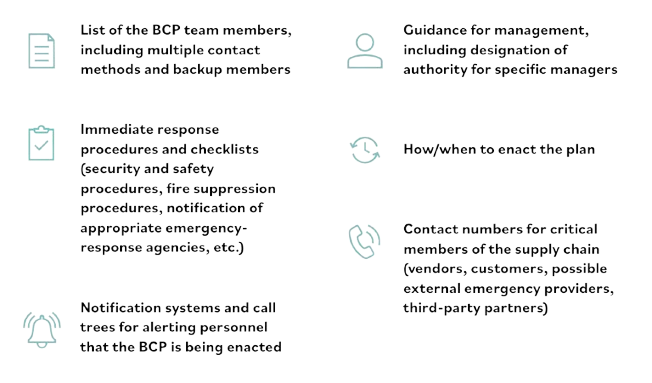 List of the BCP team members,
including multiple contact
methods and backup members
Immediate response
procedures and checklists
(security and safety
procedures, fire suppression
procedures, notification of
appropriate emergency-
response agencies, etc.)
Notification systems and call
trees for alerting personnel
that the BCP is being enacted
Guidance for management,
including designation of
authority for specific managers
How/when to enact the plan
Contact numbers for critical
members of the supply chain
(vendors, customers, possible
external emergency providers,
third-party partners)